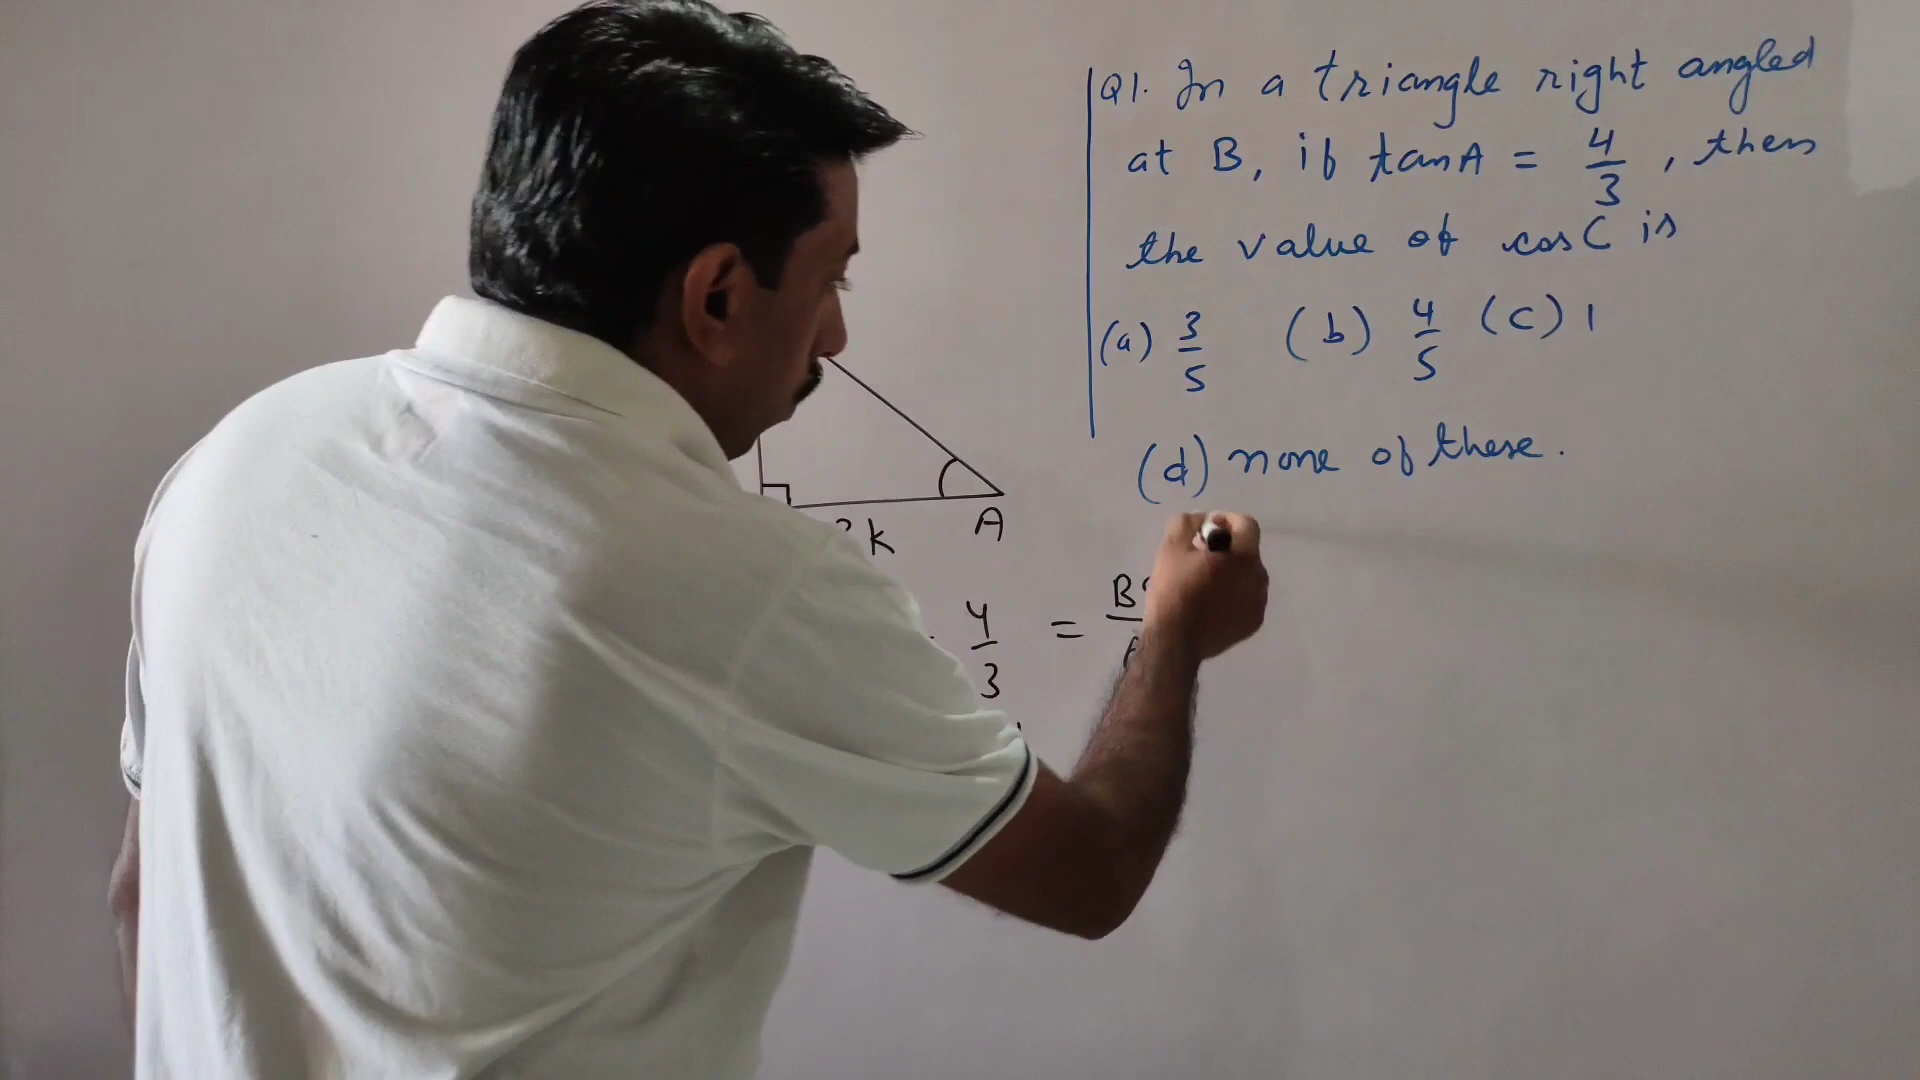 Q1. In a triangle right angled
at B, if tanA = 4/3, then
the value of cosC is
(a) 3/5 (b) 4/5 (c) 1
(d) none of these.
k A
4/3 = B